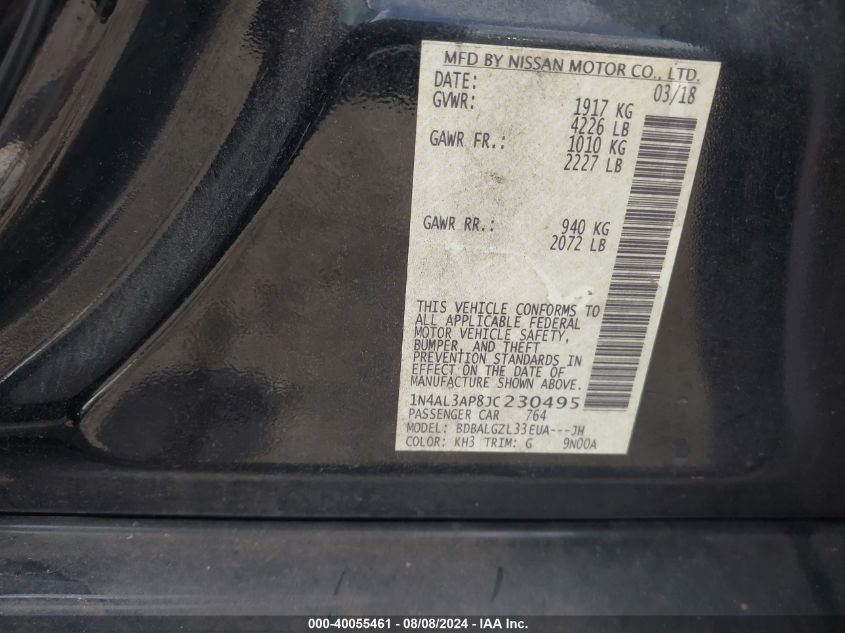 MFD BY NISSAN MOTOR CO., LTD.
DATE: 03/18
GVWR: 1917 KG
4226 LB
GAWR FR.: 1010 KG
2227 LB
GAWR RR.: 940 KG
2072 LB
THIS VEHICLE CONFORMS TO
ALL APPLICABLE FEDERAL
MOTOR VEHICLE SAFETY,
BUMPER, AND THEFT
PREVENTION STANDARDS IN
EFFECT ON THE DATE OF
MANUFACTURE SHOWN ABOVE.
1N4AL3AP8JC230495
PASSENGER CAR 764
MODEL: BDBALGZL33EUA---JH
COLOR: KH3 TRIM: G 9N00A
000-40055461 - 08/08/2024 - IAA Inc.